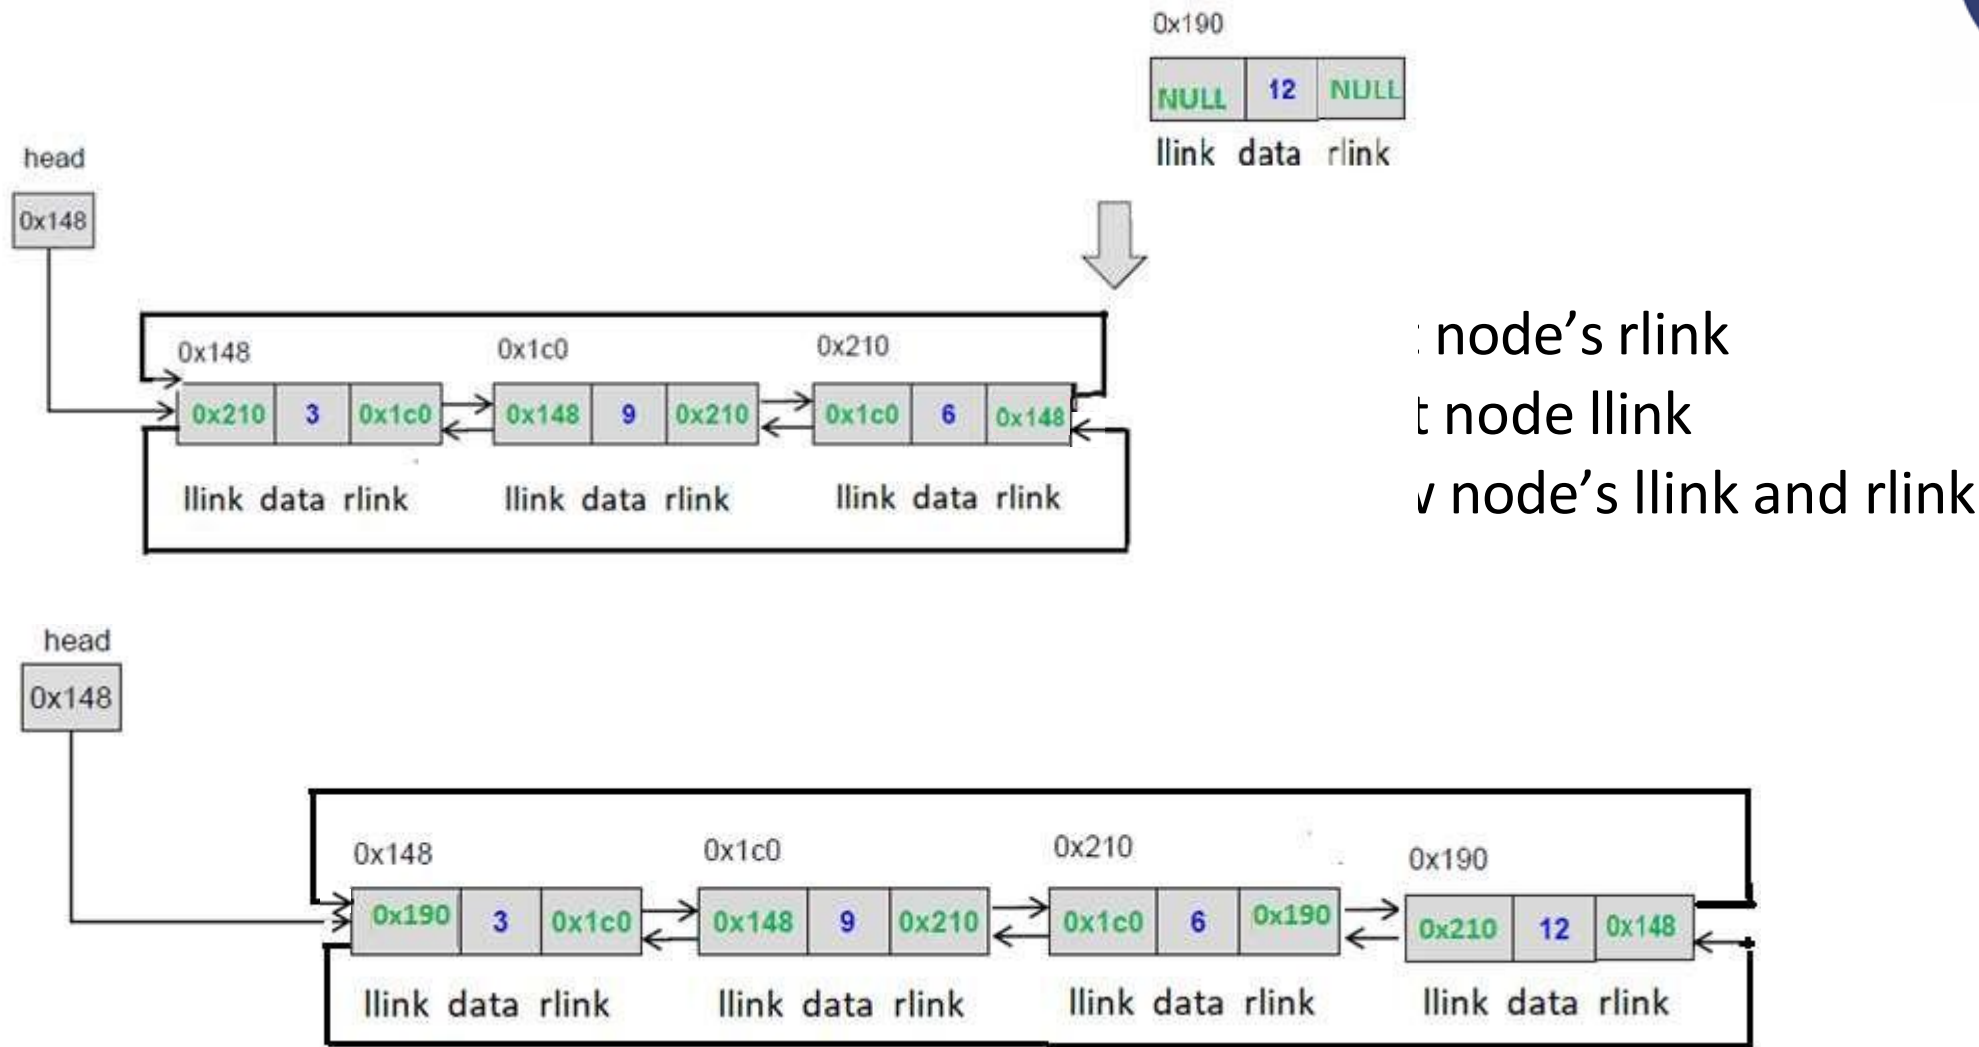 0x190
NULL 12 NULL
llink data rlink
head
0x148
0x148 0x1c0 0x210
0x210 3 0x1c0 0x148 9 0x210 0x1c0 6 0x148
llink data rlink llink data rlink llink data rlink
node’s rlink
t node llink
node’s llink and rlink
head
0x148
0x148 0x1c0 0x210 0x190
0x190 3 0x1c0 0x148 9 0x210 0x1c0 6 0x190 0x210 12 0x148
llink data rlink llink data rlink llink data rlink llink data rlink